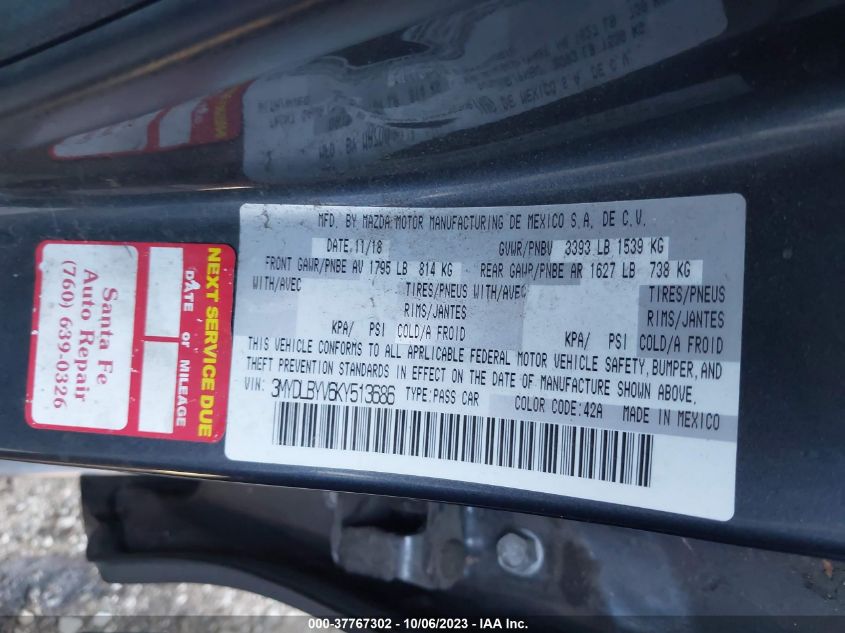 MFD. BY MAZDA MOTOR MANUFACTURING DE MEXICO S.A. DE C.V.
DATE: 11/18 GVWR/PNBV 3393 LB 1539 KG
FRONT GAWR/PNBE AV 1795 LB 814 KG REAR GAWR/PNBE AR 1627 LB 738 KG
WITH/AVEC TIRES/PNEUS WITH/AVEC TIRES/PNEUS
RIMS/JANTES RIMS/JANTES
KPA/ PSI COLD/A FROID KPA/ PSI COLD/A FROID
THIS VEHICLE CONFORMS TO ALL APPLICABLE FEDERAL MOTOR VEHICLE SAFETY, BUMPER, AND
THEFT PREVENTION STANDARDS IN EFFECT ON THE DATE OF MANUFACTURE SHOWN ABOVE.
VIN: 3MYDLBYV6KY513686 TYPE:PASS CAR COLOR CODE:42A MADE IN MEXICO
NEXT SERVICE DUE
DATE or MILEAGE
Santa Fe
Auto Repair
(760) 639-0326
000-37767302 - 10/06/2023 - IAA Inc.